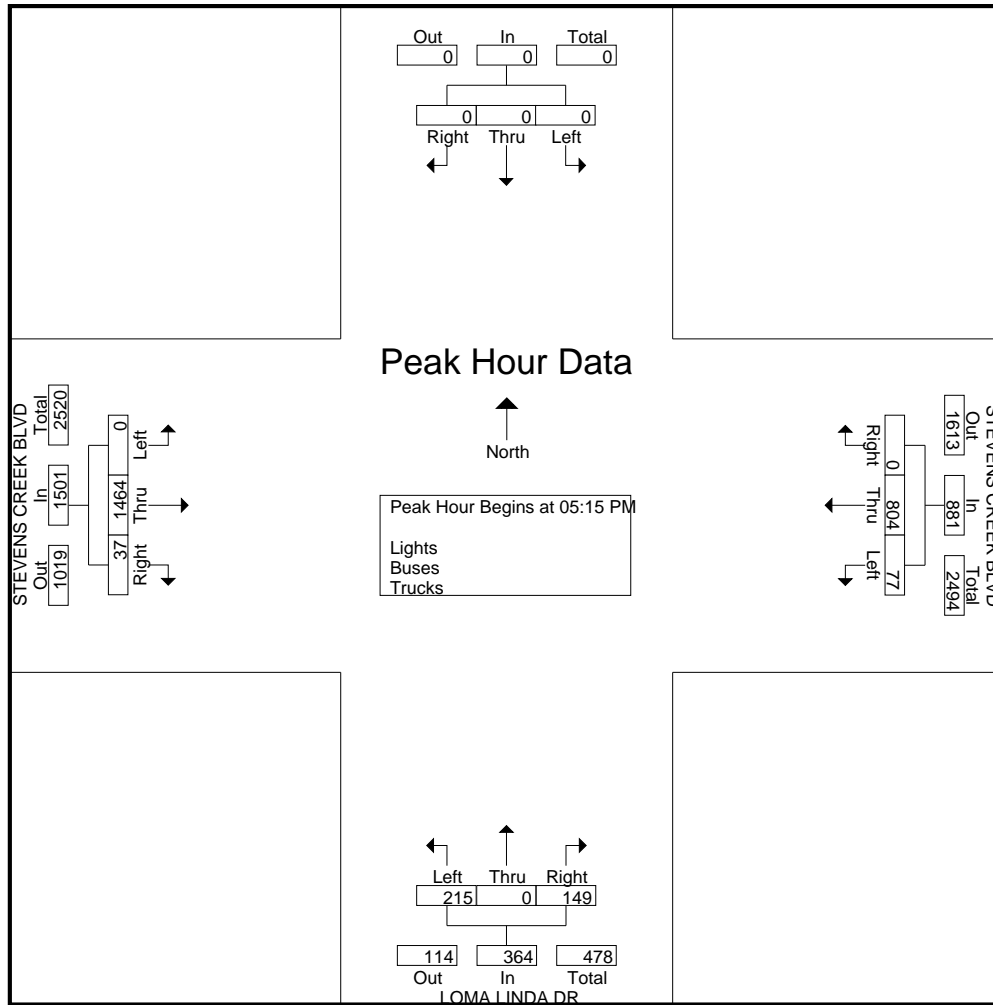 Out In Total
0 0 0
0 0 0
Right Thru Left
Peak Hour Data
North
Peak Hour Begins at 05:15 PM
Lights
Buses
Trucks
STEVENS CREEK BLVD
Out In Total
1019 1501 2520
37 1464 0
Right Thru Left
STEVENS CREEK BLVD
Out In Total
1613 881 2494
0 804 77
Right Thru Left
Left Thru Right
215 0 149
114 364 478
Out In Total
LOMA LINDA DR